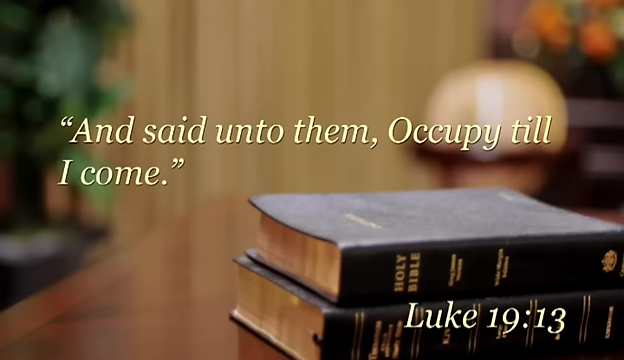 “And said unto them, Occupy till
I come.”
HOLY
BIBLE
Luke 19:13